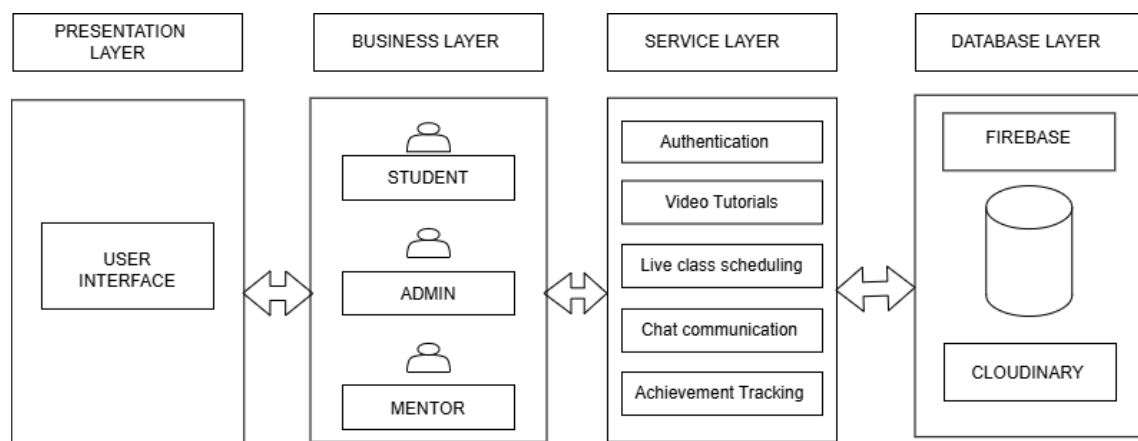 PRESENTATION
LAYER
BUSINESS LAYER
SERVICE LAYER
DATABASE LAYER
USER
INTERFACE
STUDENT
ADMIN
MENTOR
Authentication
Video Tutorials
Live class scheduling
Chat communication
Achievement Tracking
FIREBASE
CLOUDINARY